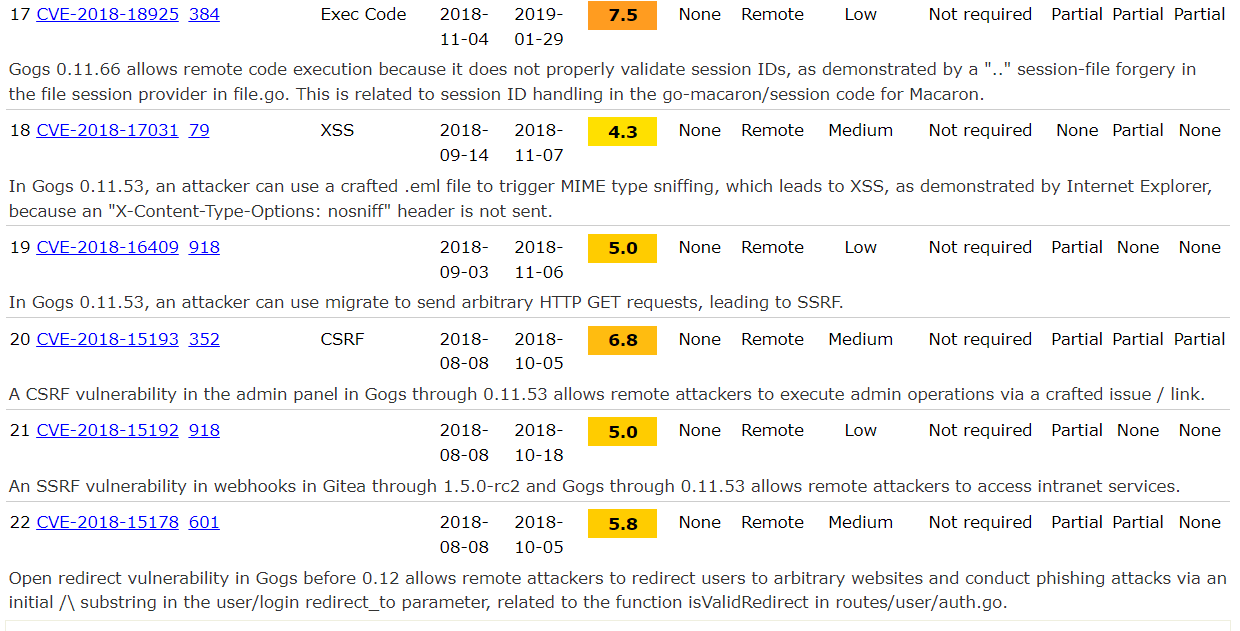 17 CVE-2018-18925 384 Exec Code 2018-11-04 2019-01-29 7.5 None Remote Low Not required Partial Partial Partial
Gogs 0.11.66 allows remote code execution because it does not properly validate session IDs, as demonstrated by a ".." session-file forgery in
the file session provider in file.go. This is related to session ID handling in the go-macaron/session code for Macaron.
18 CVE-2018-17031 79 XSS 2018-09-14 2018-11-07 4.3 None Remote Medium Not required None Partial None
In Gogs 0.11.53, an attacker can use a crafted .eml file to trigger MIME type sniffing, which leads to XSS, as demonstrated by Internet Explorer,
because an "X-Content-Type-Options: nosniff" header is not sent.
19 CVE-2018-16409 918 2018-09-03 2018-11-06 5.0 None Remote Low Not required Partial None None
In Gogs 0.11.53, an attacker can use migrate to send arbitrary HTTP GET requests, leading to SSRF.
20 CVE-2018-15193 352 CSRF 2018-08-08 2018-10-05 6.8 None Remote Medium Not required Partial Partial Partial
A CSRF vulnerability in the admin panel in Gogs through 0.11.53 allows remote attackers to execute admin operations via a crafted issue / link.
21 CVE-2018-15192 918 2018-08-08 2018-10-18 5.0 None Remote Low Not required Partial None None
An SSRF vulnerability in webhooks in Gitea through 1.5.0-rc2 and Gogs through 0.11.53 allows remote attackers to access intranet services.
22 CVE-2018-15178 601 2018-08-08 2018-10-05 5.8 None Remote Medium Not required Partial Partial None
Open redirect vulnerability in Gogs before 0.12 allows remote attackers to redirect users to arbitrary websites and conduct phishing attacks via an
initial /\ substring in the user/login redirect_to parameter, related to the function isValidRedirect in routes/user/auth.go.